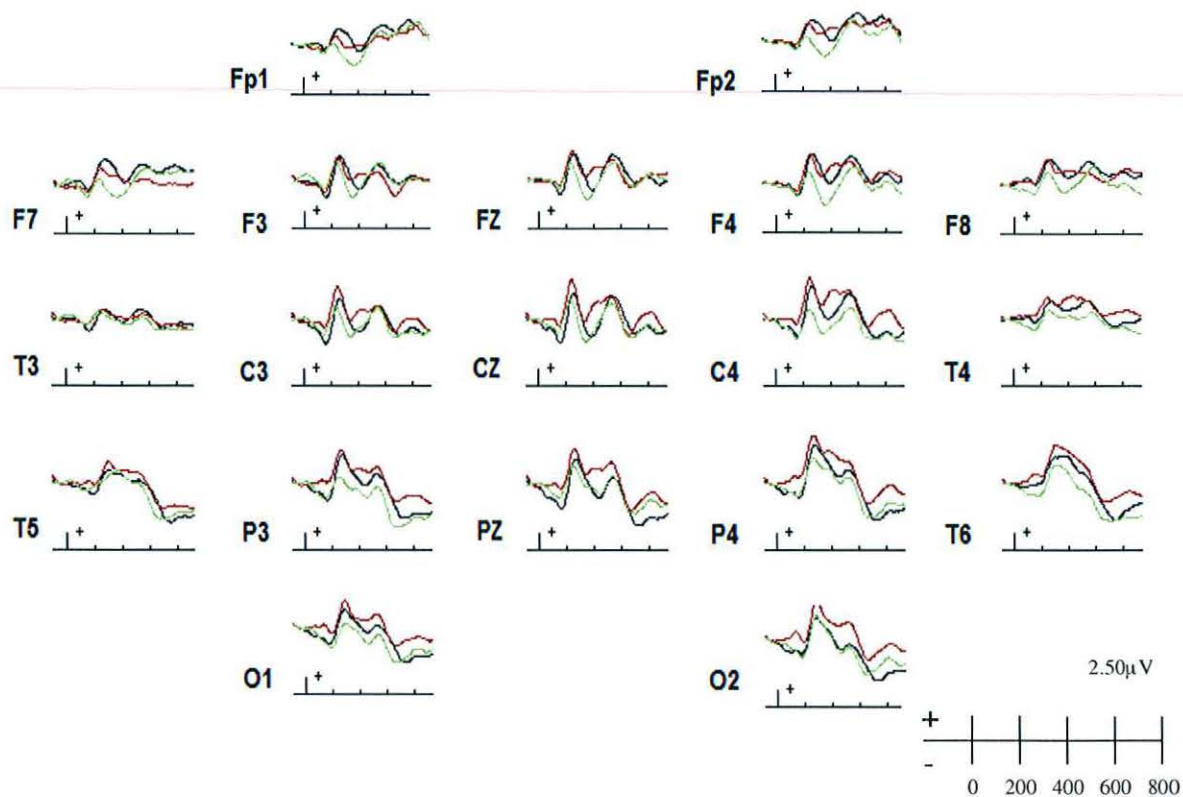 + +
Fp1 Fp2
+ + + + +
F7 F3 FZ F4 F8
+ + + + +
T3 C3 CZ C4 T4
+ + + + +
T5 P3 PZ P4 T6
+ +
O1 O2
2.50µV
+
-
0 200 400 600 800